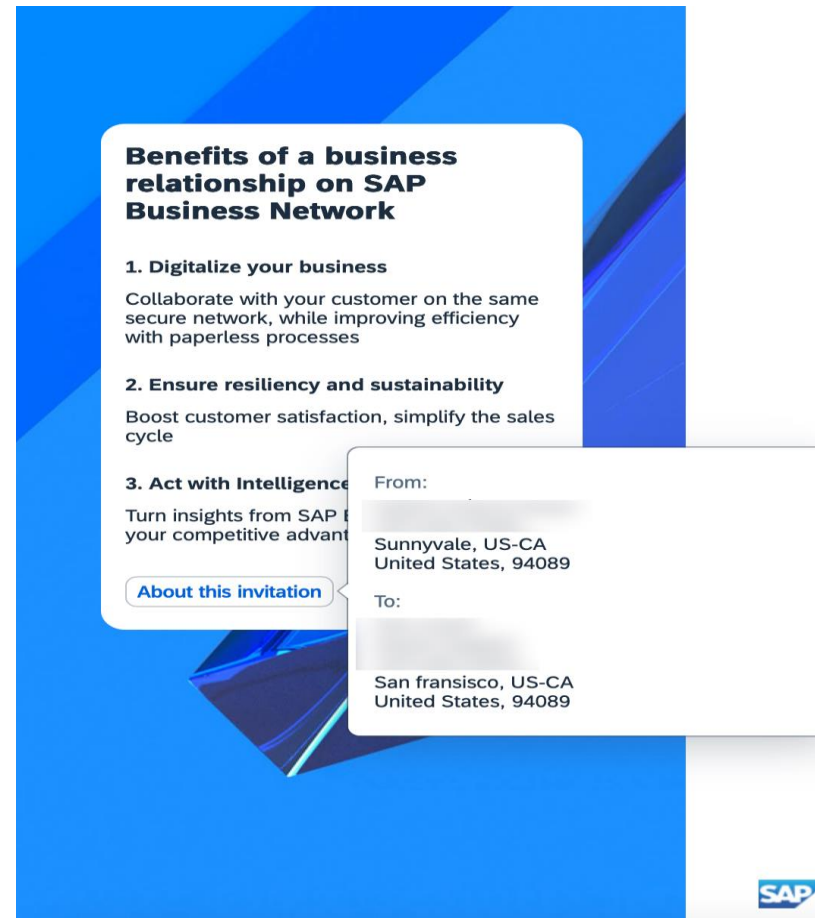 Benefits of a business
relationship on SAP
Business Network
1. Digitalize your business
Collaborate with your customer on the same
secure network, while improving efficiency
with paperless processes
2. Ensure resiliency and sustainability
Boost customer satisfaction, simplify the sales
cycle
3. Act with Intelligence
Turn insights from SAP
your competitive advant
About this invitation
From:
Sunnyvale, US-CA
United States, 94089
To:
San fransisco, US-CA
United States, 94089
SAP